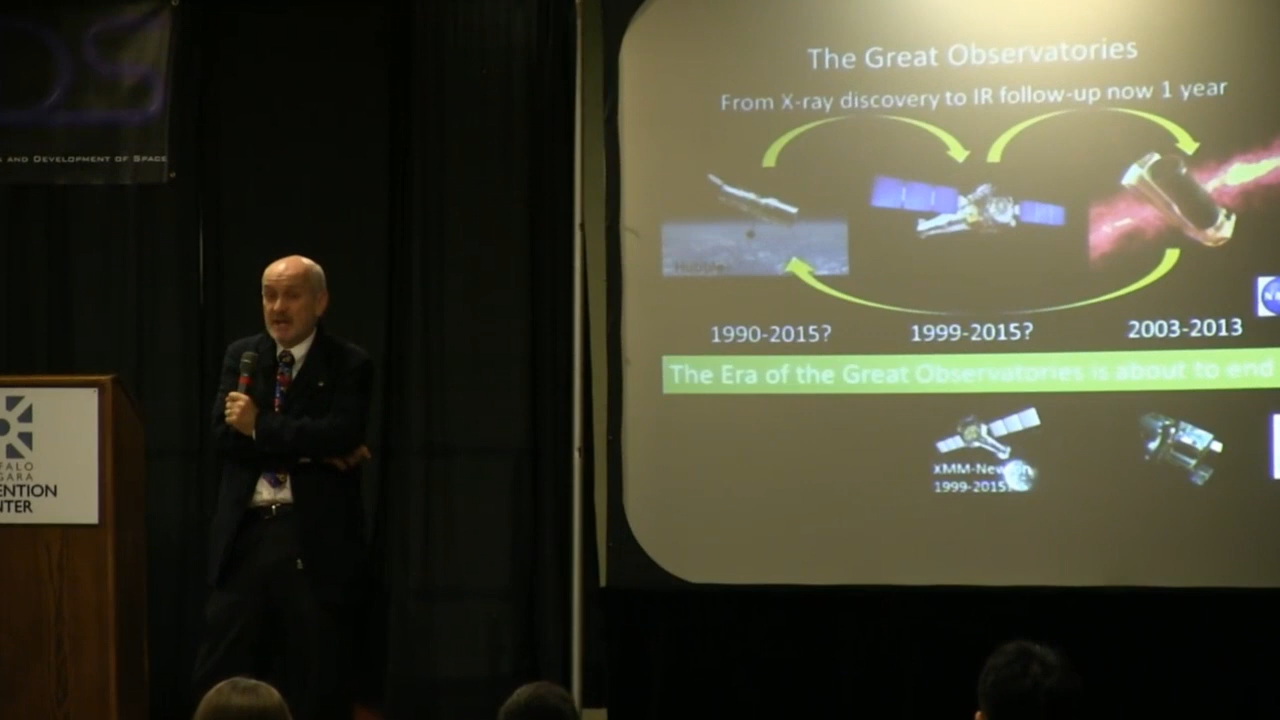 AND DEVELOPMENT OF SPACE
FALO
GARA
ENTION
TER
The Great Observatories
From X-ray discovery to IR follow-up now 1 year
Hubble
1990-2015?
1999-2015?
2003-2013
The Era of the Great Observatories is about to end
XMM-Newton
1999-2015?